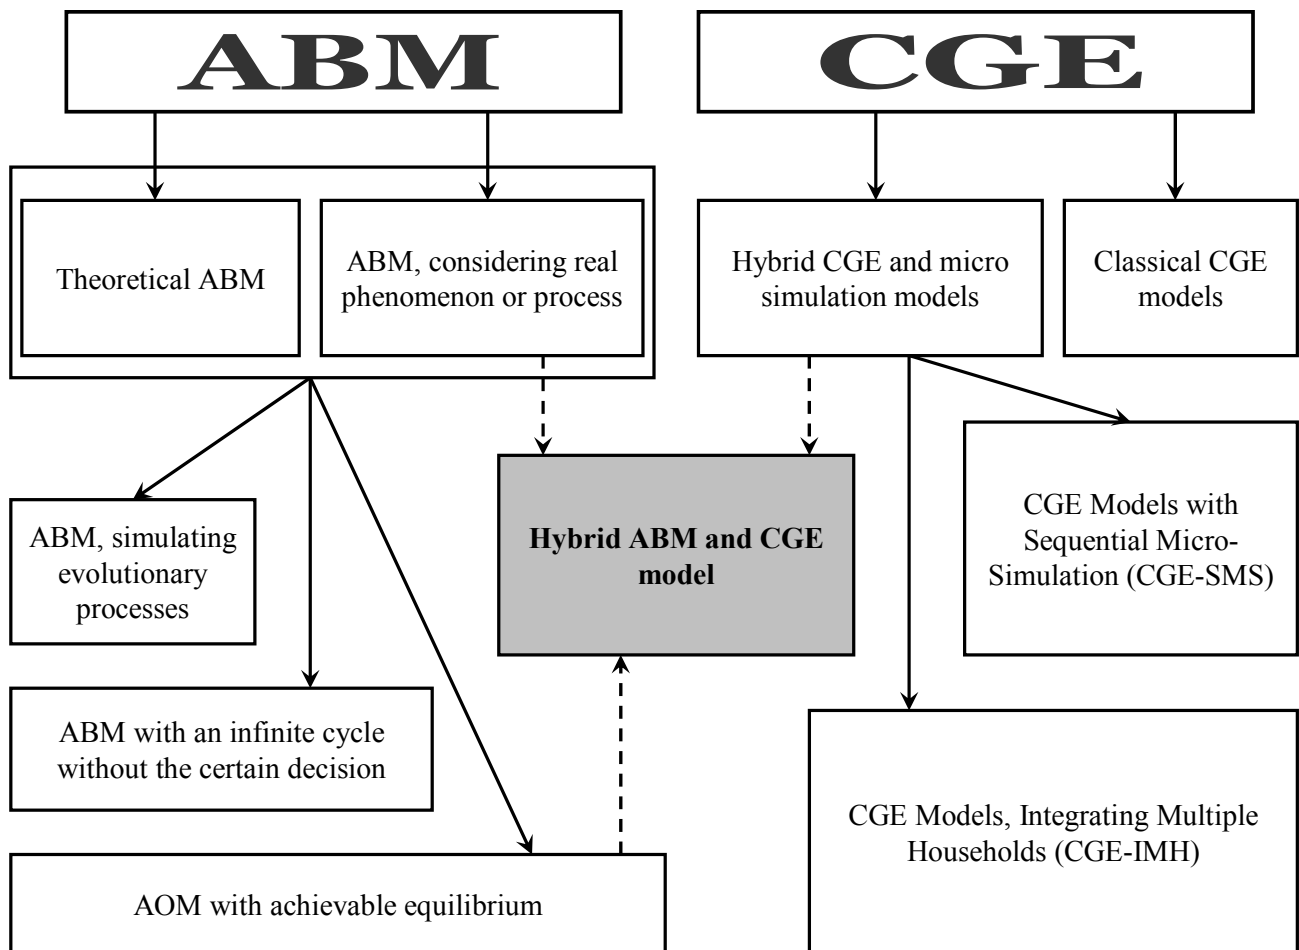 ABM
CGE
Theoretical ABM
ABM, considering real
phenomenon or process
Hybrid CGE and micro
simulation models
Classical CGE
models
ABM, simulating
evolutionary
processes
Hybrid ABM and CGE
model
CGE Models with
Sequential Micro-
Simulation (CGE-SMS)
ABM with an infinite cycle
without the certain decision
CGE Models, Integrating Multiple
Households (CGE-IMH)
AOM with achievable equilibrium